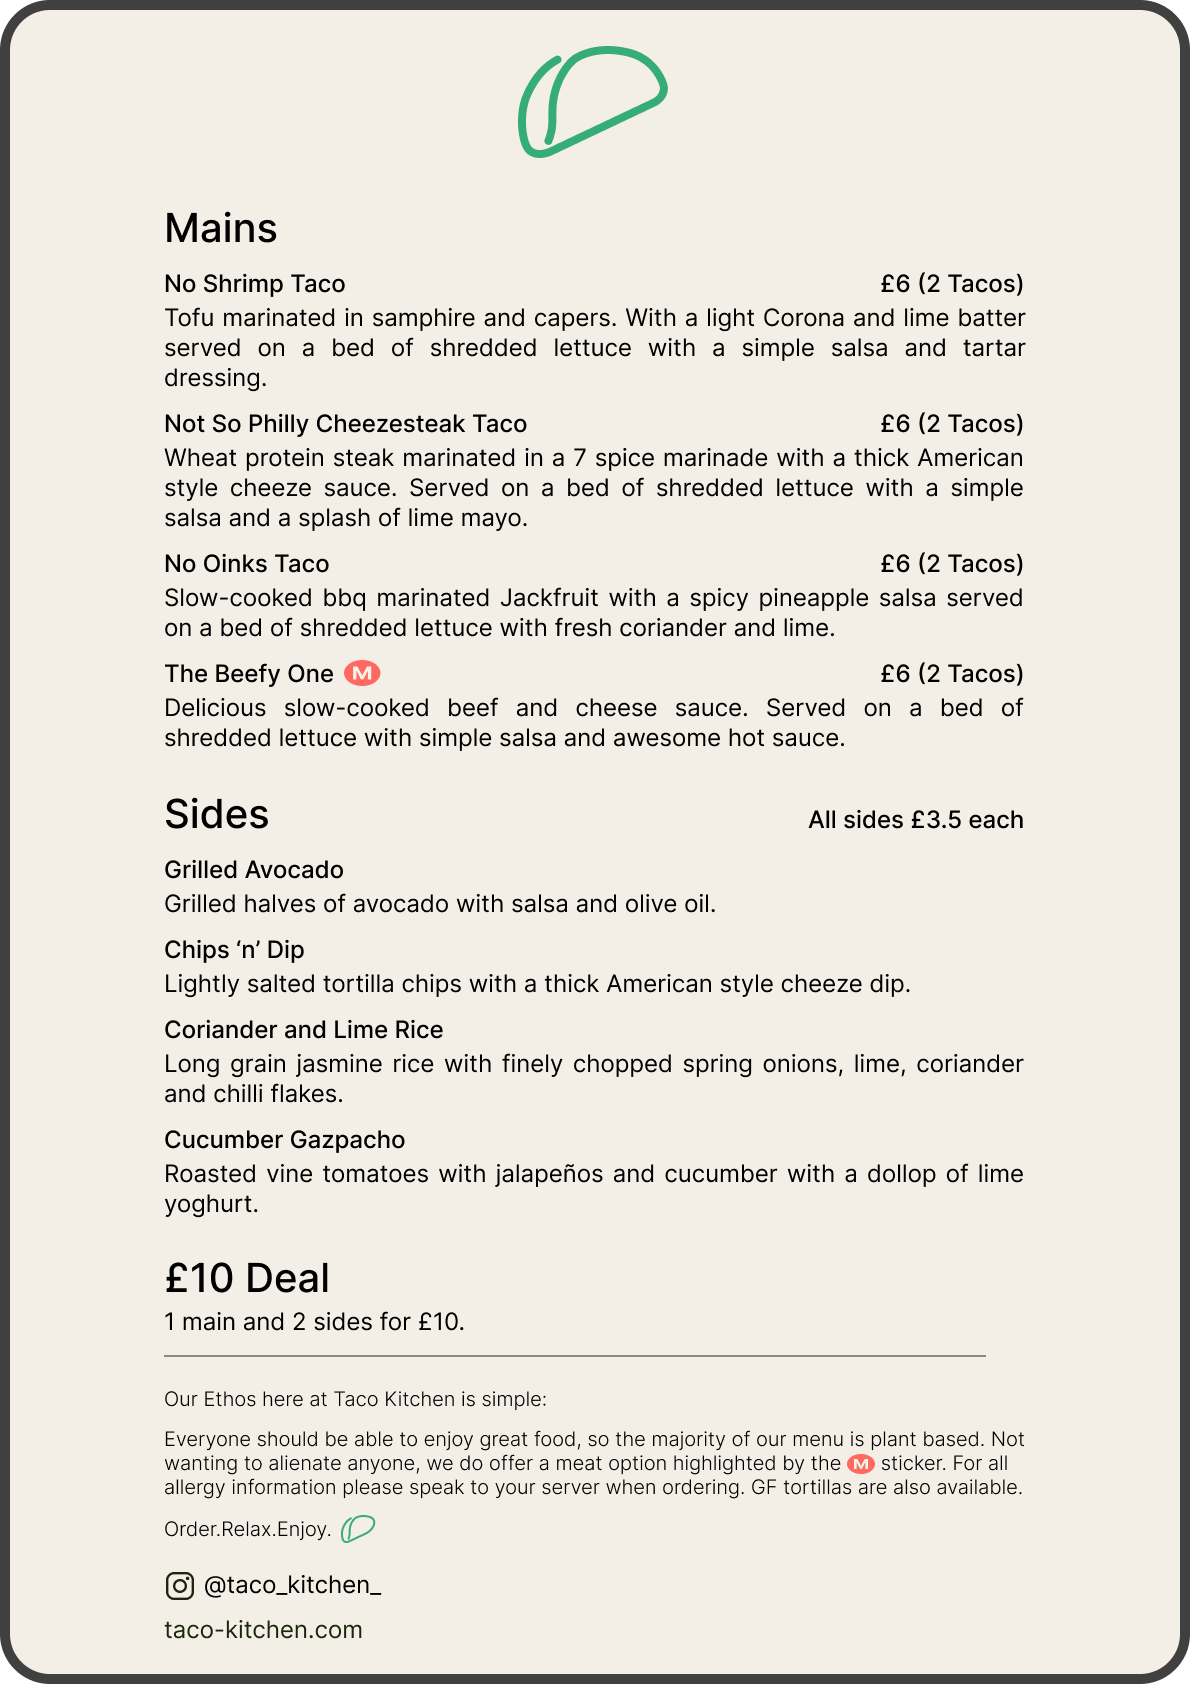 Mains
No Shrimp Taco £6 (2 Tacos)
Tofu marinated in samphire and capers. With a light Corona and lime batter
served on a bed of shredded lettuce with a simple salsa and tartar
dressing.
Not So Philly Cheezesteak Taco £6 (2 Tacos)
Wheat protein steak marinated in a 7 spice marinade with a thick American
style cheeze sauce. Served on a bed of shredded lettuce with a simple
salsa and a splash of lime mayo.
No Oinks Taco £6 (2 Tacos)
Slow-cooked bbq marinated Jackfruit with a spicy pineapple salsa served
on a bed of shredded lettuce with fresh coriander and lime.
The Beefy One M £6 (2 Tacos)
Delicious slow-cooked beef and cheese sauce. Served on a bed of
shredded lettuce with simple salsa and awesome hot sauce.
Sides All sides £3.5 each
Grilled Avocado
Grilled halves of avocado with salsa and olive oil.
Chips ‘n’ Dip
Lightly salted tortilla chips with a thick American style cheeze dip.
Coriander and Lime Rice
Long grain jasmine rice with finely chopped spring onions, lime, coriander
and chilli flakes.
Cucumber Gazpacho
Roasted vine tomatoes with jalapeños and cucumber with a dollop of lime
yoghurt.
£10 Deal
1 main and 2 sides for £10.
Our Ethos here at Taco Kitchen is simple:
Everyone should be able to enjoy great food, so the majority of our menu is plant based. Not
wanting to alienate anyone, we do offer a meat option highlighted by the M sticker. For all
allergy information please speak to your server when ordering. GF tortillas are also available.
Order.Relax.Enjoy.
@taco_kitchen_
taco-kitchen.com